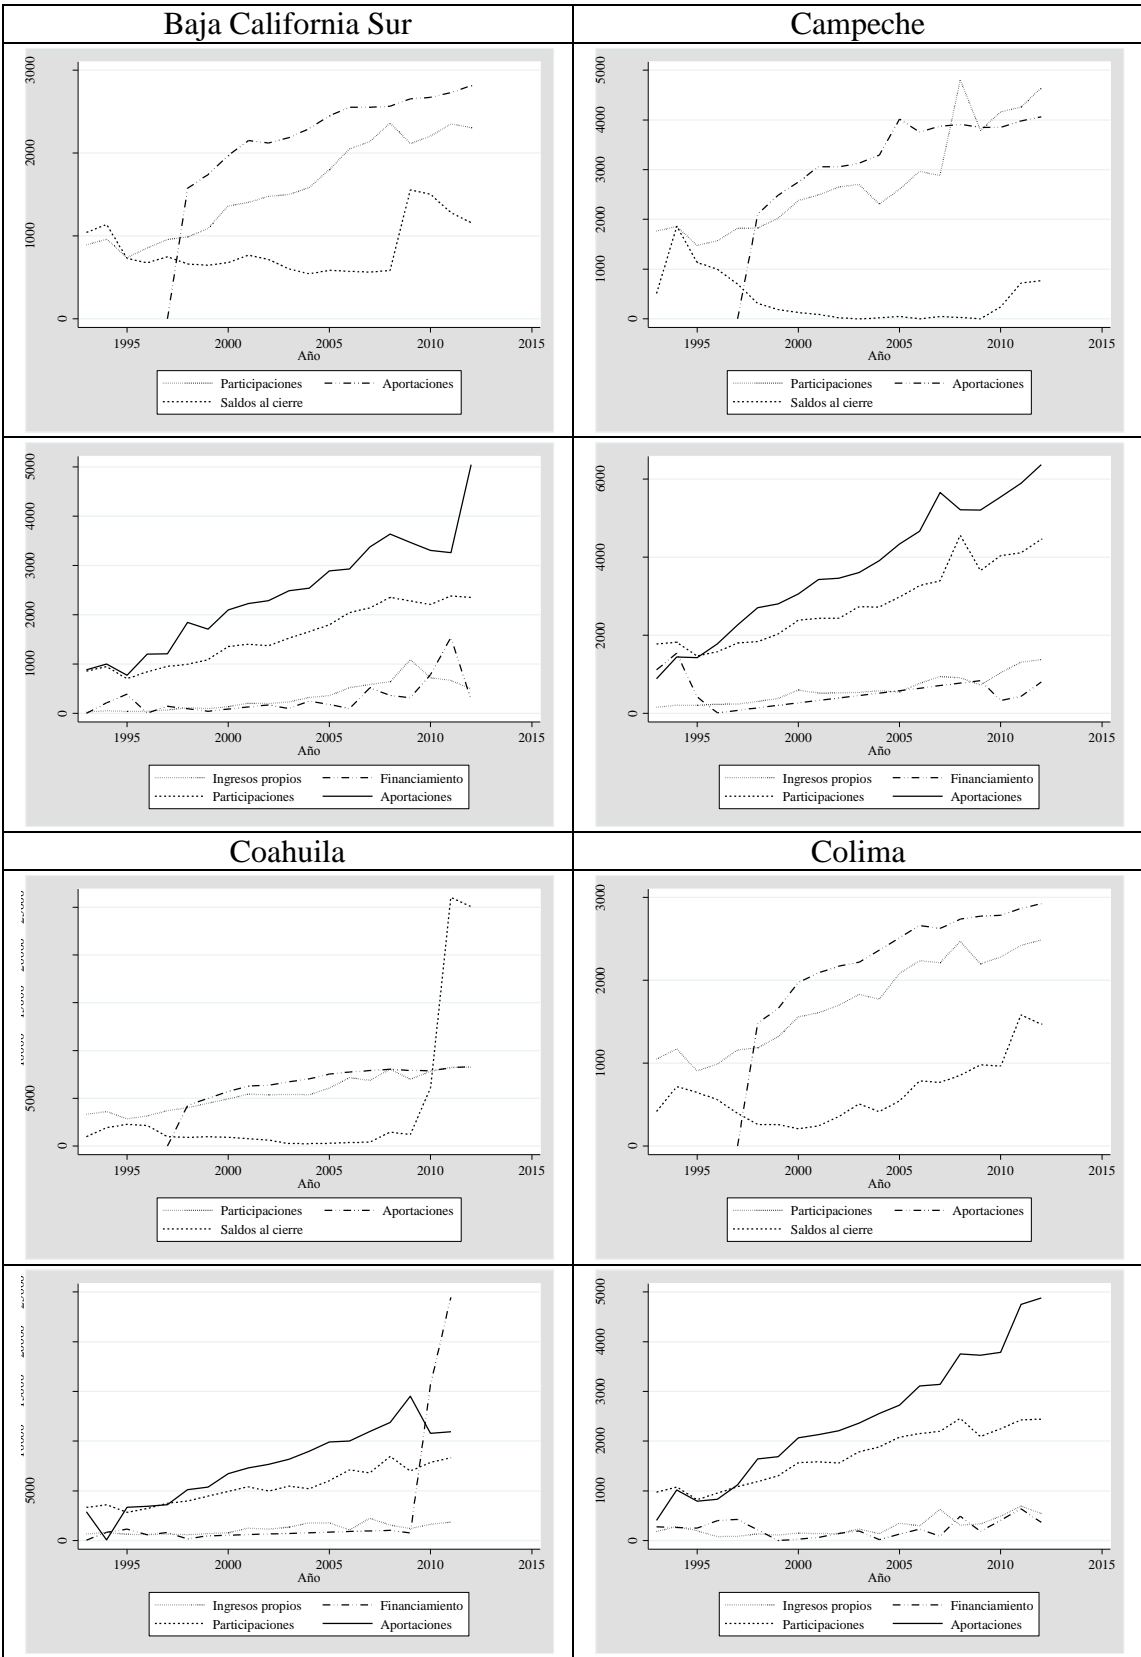 Baja California Sur
Campeche
3000
2000
1000
0
1995 2000 2005 2010 2015
Año
Participaciones Aportaciones
Saldos al cierre
5000
4000
3000
2000
1000
0
1995 2000 2005 2010 2015
Año
Participaciones Aportaciones
Saldos al cierre
5000
4000
3000
2000
1000
0
1995 2000 2005 2010 2015
Año
Ingresos propios Financiamiento
Participaciones Aportaciones
6000
4000
2000
0
1995 2000 2005 2010 2015
Año
Ingresos propios Financiamiento
Participaciones Aportaciones
Coahuila
Colima
5000
0
1995 2000 2005 2010 2015
Año
Participaciones Aportaciones
Saldos al cierre
3000
2000
1000
0
1995 2000 2005 2010 2015
Año
Participaciones Aportaciones
Saldos al cierre
5000
0
1995 2000 2005 2010 2015
Año
Ingresos propios Financiamiento
Participaciones Aportaciones
5000
4000
3000
2000
1000
0
1995 2000 2005 2010 2015
Año
Ingresos propios Financiamiento
Participaciones Aportaciones